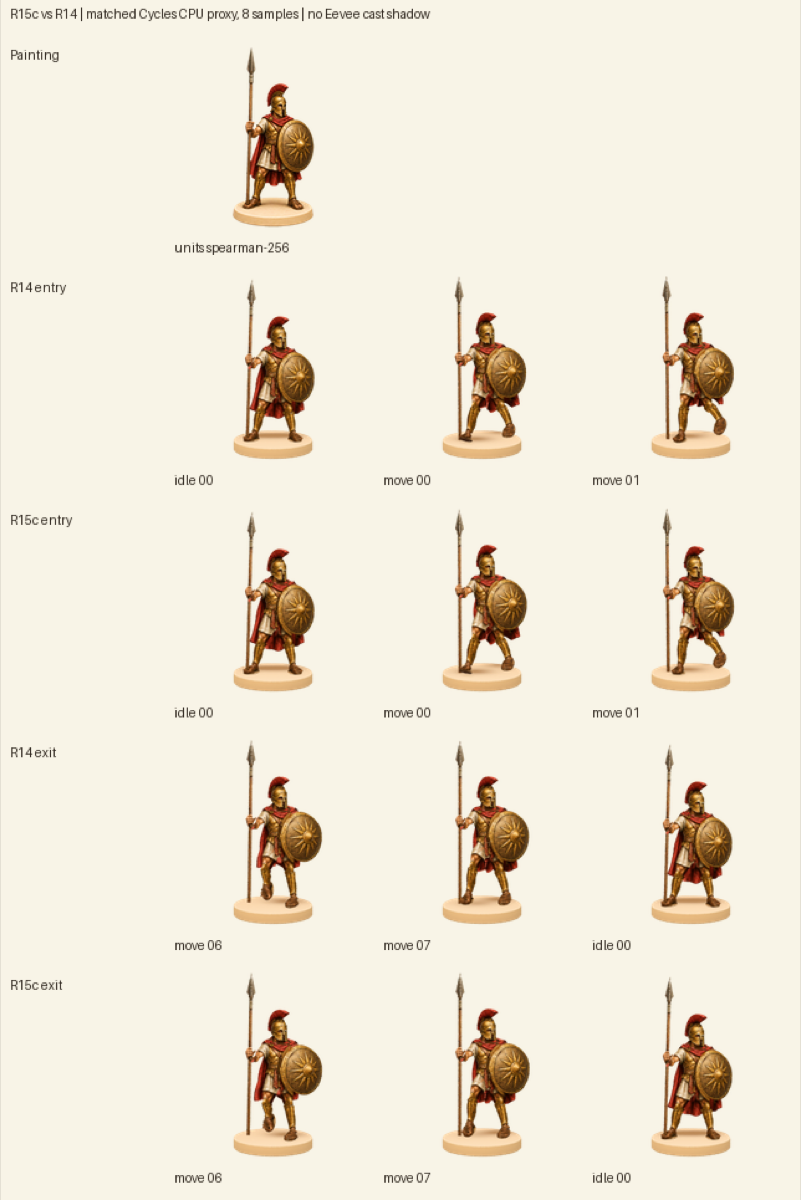 R15c vs R14 | matched Cycles CPU proxy, 8 samples | no Eevee cast shadow
Painting
units spearman-256
R14 entry
idle 00 move 00 move 01
R15c entry
idle 00 move 00 move 01
R14 exit
move 06 move 07 idle 00
R15c exit
move 06 move 07 idle 00